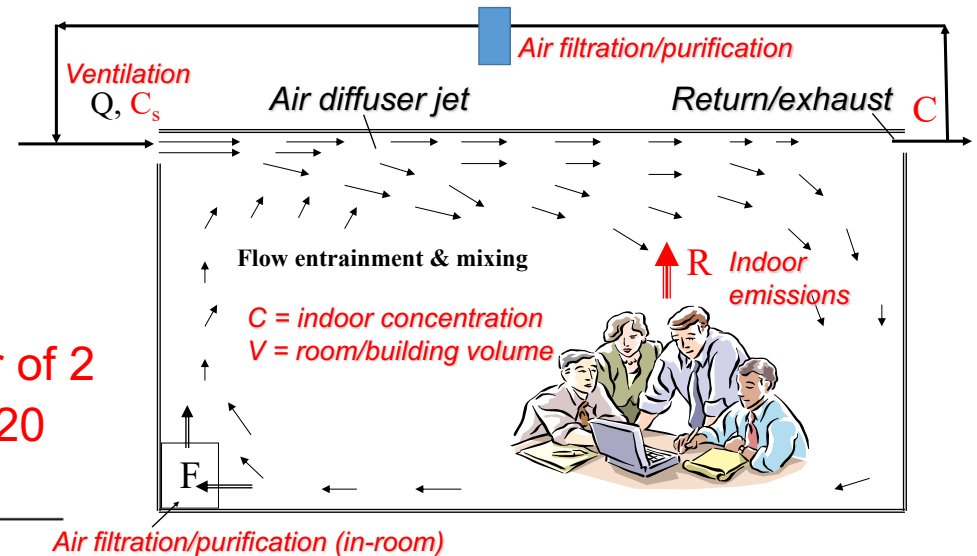 Air filtration/purification
Ventilation
Q, Cs
Air diffuser jet
Return/exhaust
C
Flow entrainment & mixing
R
Indoor
emissions
C = indoor concentration
V = room/building volume
of 2
20
F
Air filtration/purification (in-room)